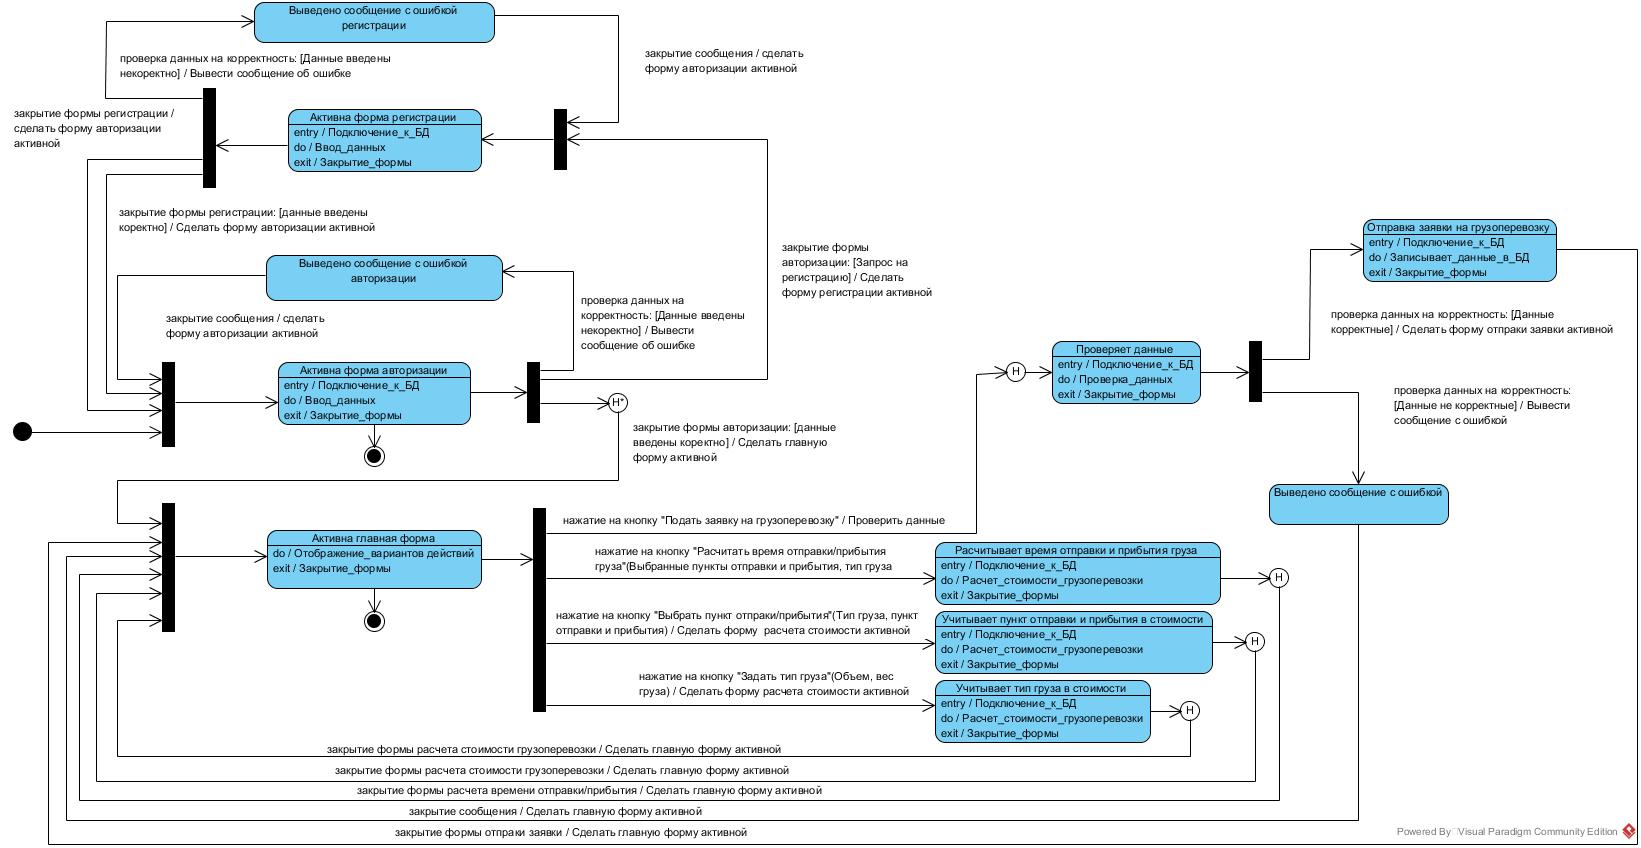 Выведено сообщение с ошибкой
регистрации
проверка данных на корректность: [Данные введены
некоректно] / Вывести сообщение об ошибке
закрытие сообщения / сделать
форму авторизации активной
закрытие формы регистрации /
сделать форму авторизации
активной
Активна форма регистрации
entry / Подключение_к_БД
do / Ввод_данных
exit / Закрытие_формы
закрытие формы регистрации: [данные введены
коректно] / Сделать форму авторизации активной
Выведено сообщение с ошибкой
авторизации
закрытие сообщения / сделать
форму авторизации активной
проверка данных на
корректность: [Данные введены
некоректно] / Вывести
сообщение об ошибке
закрытие формы
авторизации: [Запрос на
регистрацию] / Сделать
форму регистрации активной
Активна форма авторизации
entry / Подключение_к_БД
do / Ввод_данных
exit / Закрытие_формы
H*
закрытие формы авторизации: [данные
введены коректно] / Сделать главную
форму активной
H
Проверяет данные
entry / Подключение_к_БД
do / Проверка_данных
exit / Закрытие_формы
Отправка заявки на грузоперевозку
entry / Подключение_к_БД
do / Записывает_данные_в_БД
exit / Закрытие_формы
проверка данных на корректность: [Данные
корректные] / Сделать форму отпраки заявки активной
проверка данных на корректность:
[Данные не корректные] / Вывести
сообщение с ошибкой
Выведено сообщение с ошибкой
Активна главная форма
do / Отображение_вариантов действий
exit / Закрытие_формы
нажатие на кнопку "Подать заявку на грузоперевозку" / Проверить данные
нажатие на кнопку "Расчитать время отправки/прибытия
груза"(Выбранные пункты отправки и прибытия, тип груза
Расчитывает время отправки и прибытия груза
entry / Подключение_к_БД
do / Расчет_стоимости_грузоперевозки
exit / Закрытие_формы
H
нажатие на кнопку "Выбрать пункт отпраки/прибытия"(Тип груза, пункт
отправки и прибытия) / Сделать форму  расчета стоимости активной
Учитывает пункт отправки и прибытия в стоимости
entry / Подключение_к_БД
do / Расчет_стоимости_грузоперевозки
exit / Закрытие_формы
H
нажатие на кнопку "Задать тип груза"(Объем, вес
груза) / Сделать форму расчета стоимости активной
Учитывает тип груза в стоимости
entry / Подключение_к_БД
do / Расчет_стоимости_грузоперевозки
exit / Закрытие_формы
H
закрытие формы расчета стоимости грузоперевозки / Сделать главную форму активной
закрытие формы расчета стоимости грузоперевозки / Сделать главную форму активной
закрытие формы расчета времени отправки/прибытия / Сделать главную форму активной
закрытие сообщения / Сделать главную форму активной
закрытие формы отпраки заявки / Сделать главную форму активной
Powered By Visual Paradigm Community Edition